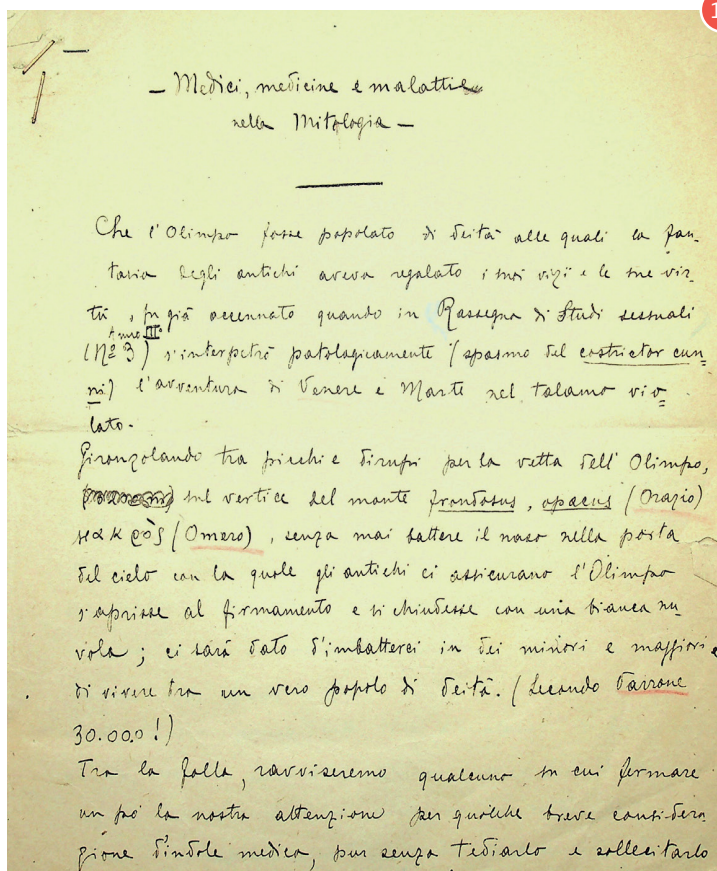 1
— Medici, medicine e malattie
nella Mitologia —
Che l'Olimpo fosse popolato di deità alle quali la fan-
tasia degli antichi aveva regalato i suoi vizi e le sue vir-
tù, fu già accennato quando in Rassegna di Studi sessuali
Anno III°
(N° 3) s'interpetrò patologicamente (spasmo del costrictor cun=
ni) l'avventura di Venere e Marte nel talamo vio=
lato.
Gironzolando tra picchi e dirupi per la vetta dell'Olimpo,
sul vertice del monte frondosus, opacus (Orazio)
(Omero), senza mai battere il naso nella porta
del cielo con la quale gli antichi ci assicurano l'Olimpo
s'aprisse al firmamento e si chiudesse con una bianca nu-
vola; ci sarà dato d'imbatterci in dei minori e maggiori e
di vivere tra un vero popolo di deità. (Secondo Varrone
30.000!)
Tra la folla, ravviseremo qualcuno su cui fermare
un pò la nostra attenzione per qualche breve considera-
zione d'indole medica, pur senza tediarlo e sollecitarlo